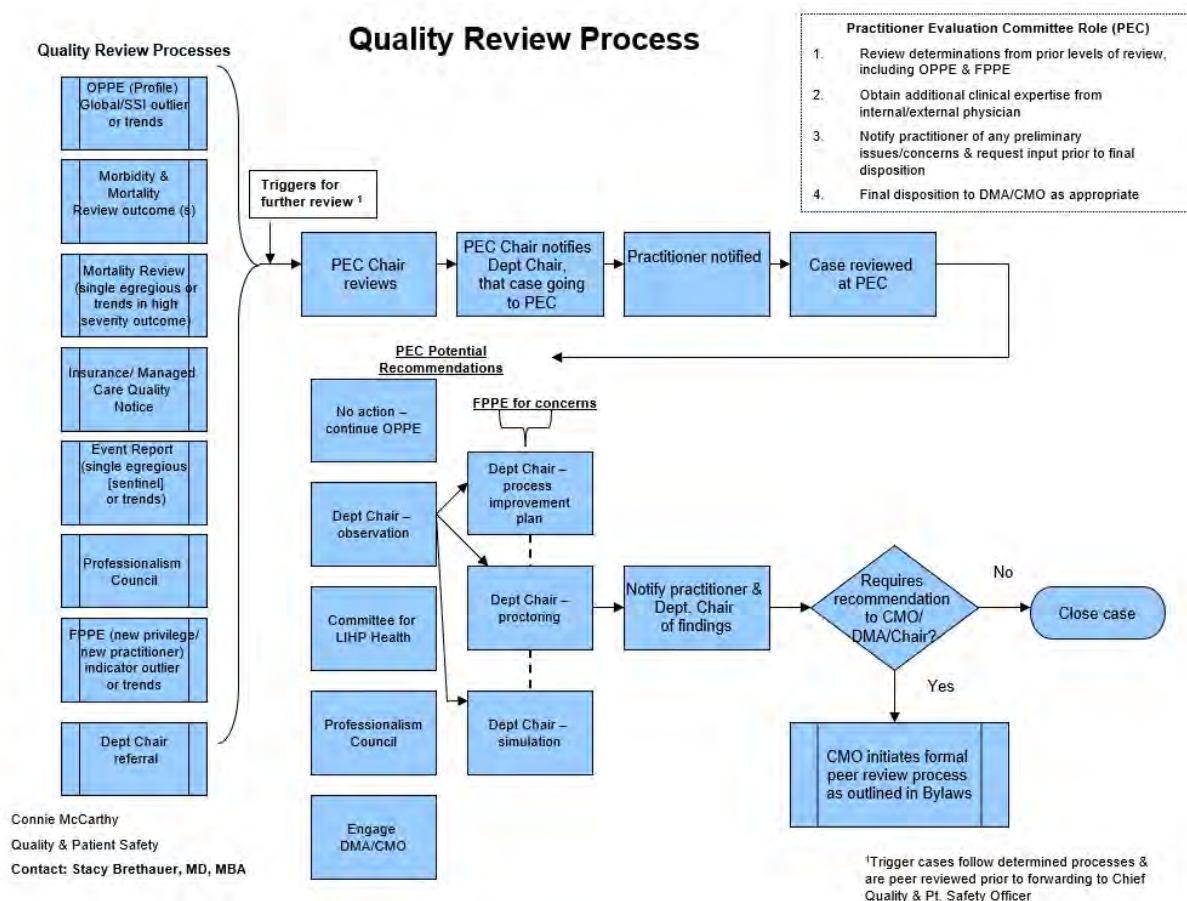 Quality Review Process
Quality Review Processes
OPPE (Profile)
Global/SSI outlier
or trends
Morbidity &
Mortality
Review outcome (s)
Mortality Review
(single egregious or
trends in high
severity outcome)
Insurance/ Managed
Care Quality
Notice
Event Report
(single egregious
[sentinel]
or trends)
Professionalism
Council
FPPE (new privilege/
new practitioner)
indicator outlier
or trends
Dept Chair
referral
Triggers for
further review 1
Practitioner Evaluation Committee Role (PEC)
1. Review determinations from prior levels of review,
including OPPE & FPPE
2. Obtain additional clinical expertise from
internal/external physician
3. Notify practitioner of any preliminary
issues/concerns & request input prior to final
disposition
4. Final disposition to DMA/CMO as appropriate
PEC Chair
reviews
PEC Chair notifies
Dept Chair,
that case going
to PEC
Practitioner notified
Case reviewed
at PEC
PEC Potential
Recommendations
No action –
continue OPPE
Dept Chair –
observation
Committee for
LIHP Health
Professionalism
Council
Engage
DMA/CMO
FPPE for concerns
Dept Chair –
process
improvement
plan
Dept Chair –
proctoring
Dept Chair –
simulation
Notify practitioner &
Dept. Chair
of findings
Requires
recommendation
to CMO/
DMA/Chair?
No
Close case
Yes
CMO initiates formal
peer review process
as outlined in Bylaws
Connie McCarthy
Quality & Patient Safety
Contact: Stacy Brethauer, MD, MBA
1Trigger cases follow determined processes &
are peer reviewed prior to forwarding to Chief
Quality & Pt. Safety Officer